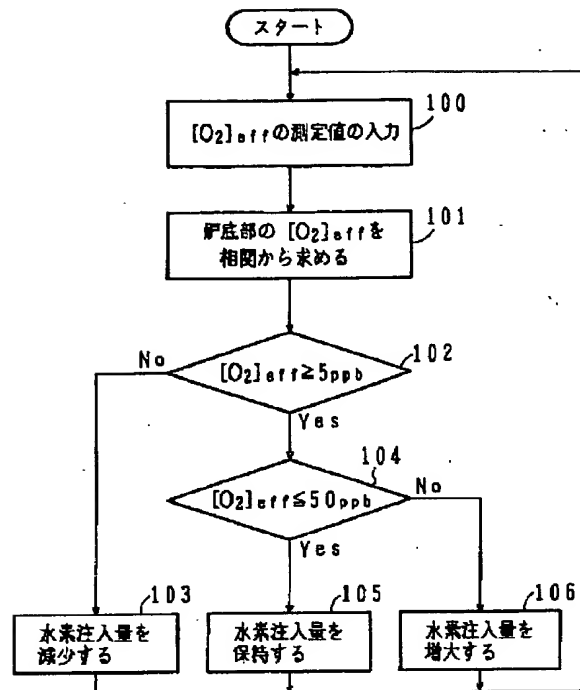 スタート
100
[O₂]effの測定値の入力
101
炉底部の [O₂]effを
相関から求める
102
No
[O₂]eff≧5ppb
Yes
104
[O₂]eff≦50ppb
No
Yes
103
水素注入量を
減少する
105
水素注入量を
保持する
106
水素注入量を
増大する